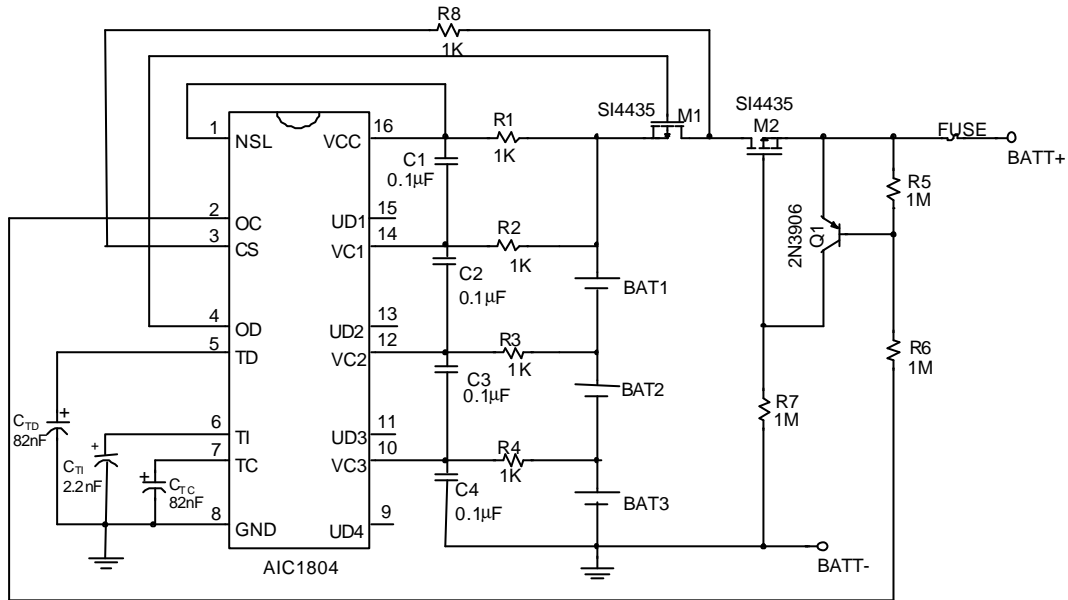 R8
1K
SI4435
M1
SI4435
M2
FUSE
BATT+
1
NSL
VCC
16
R1
1K
C1
0.1μF
R5
1M
2
OC
3
CS
UD1
15
VC1
14
R2
1K
2N3906
Q1
C2
0.1μF
BAT1
4
OD
5
TD
UD2
13
VC2
12
R3
1K
R6
1M
C3
0.1μF
BAT2
CTD
82nF
R7
1M
6
TI
7
TC
UD3
11
VC3
10
R4
1K
CTI
2.2nF
CTC
82nF
C4
0.1μF
BAT3
8
GND
UD4
9
AIC1804
BATT-